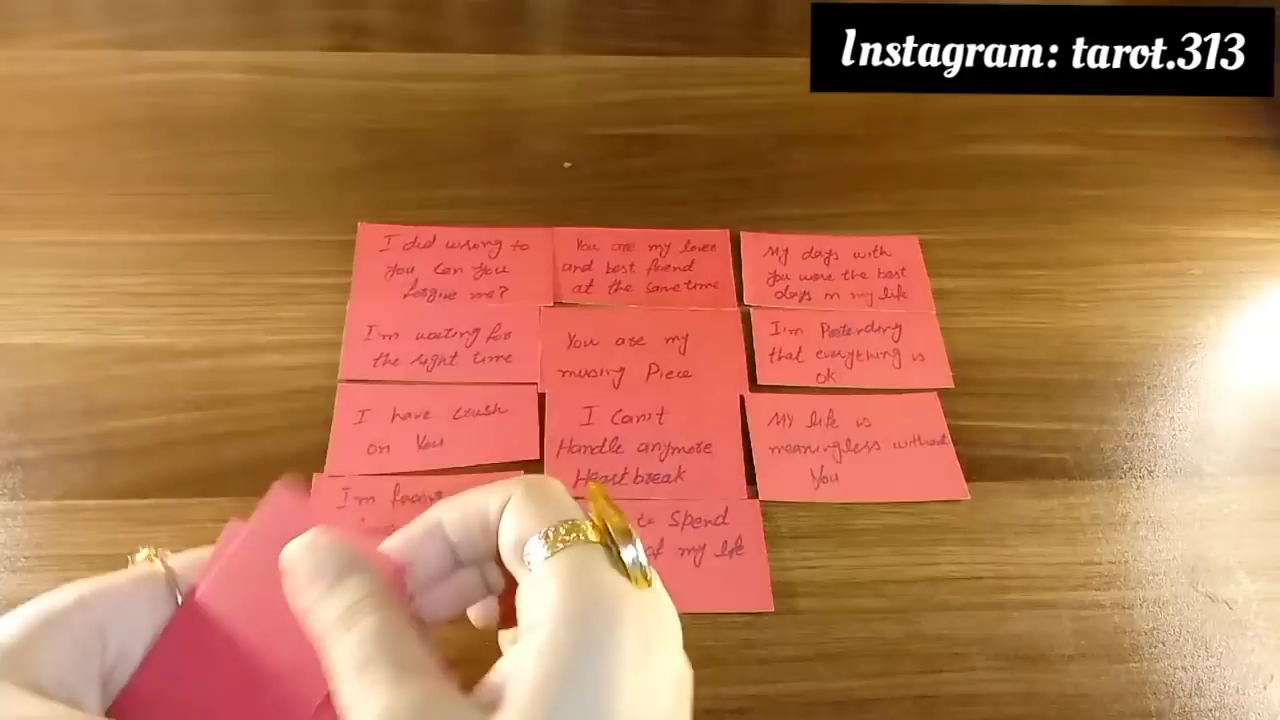 Instagram: tarot.313
I did wrong to
you can you
forgive me?
You are my lover
and best friend
at the same time
My days with
you were the best
days in my life
I'm waiting for
the right time
You are my
missing Piece
I'm Pretending
that everything is
ok
I have crush
on You
I can't
Handle anymore
Heartbreak
My life is
meaningless without
You
I'm
to Spend
of my life